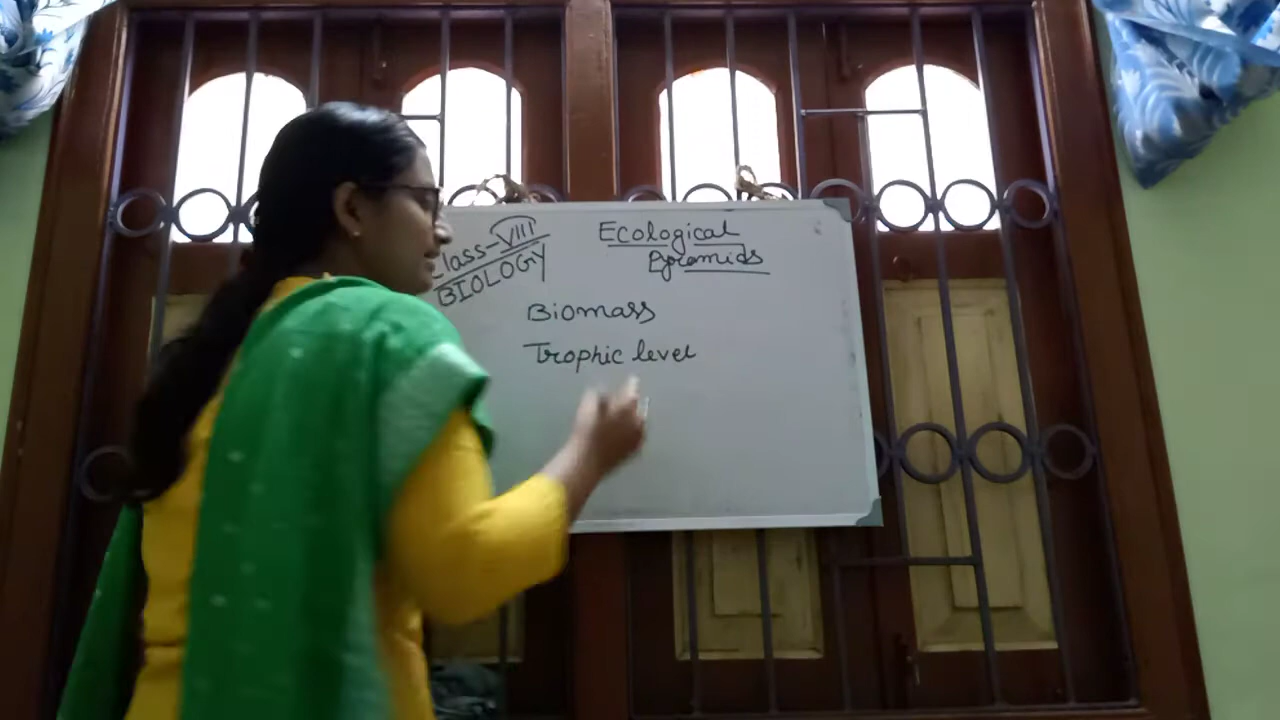 Class-VIII
BIOLOGY
Ecological
Pyramids
Biomass
Trophic level